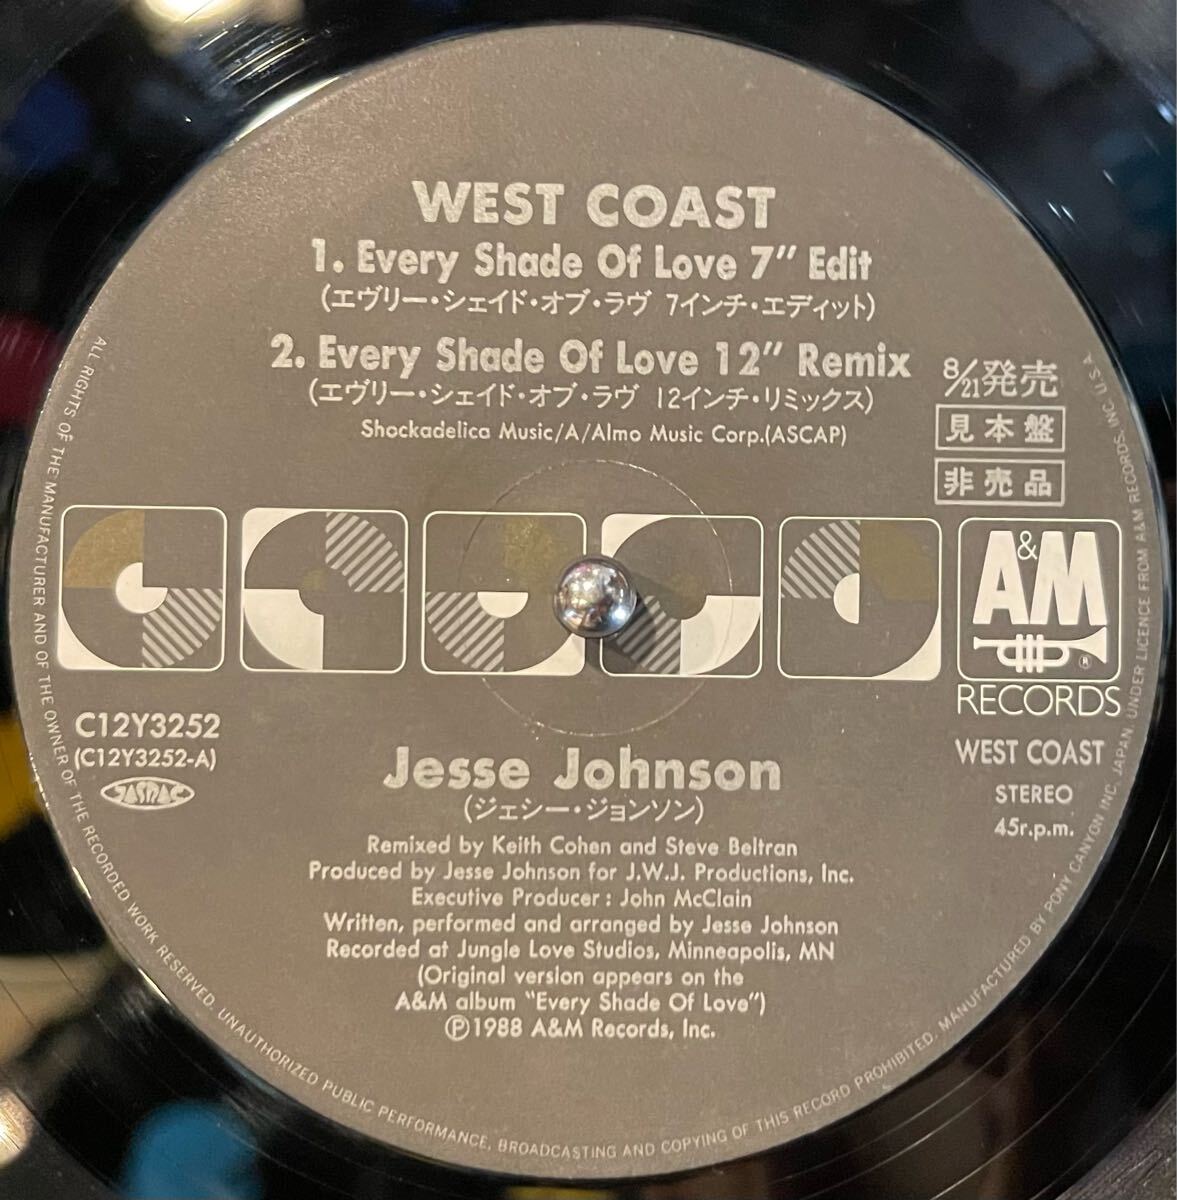 WEST COAST
1. Every Shade Of Love 7" Edit
(エヴリー・シェイド・オブ・ラヴ 7インチ・エディット)
2. Every Shade Of Love 12" Remix
(エヴリー・シェイド・オブ・ラヴ 12インチ・リミックス)
Shockadelica Music/A/Almo Music Corp.(ASCAP)
8/21発売
見本盤
非売品
A&M
®
RECORDS
C12Y3252
(C12Y3252-A)
JASRAC
WEST COAST
STEREO
45r.p.m.
Jesse Johnson
(ジェシー・ジョンソン)
Remixed by Keith Cohen and Steve Beltran
Produced by Jesse Johnson for J.W.J. Productions, Inc.
Executive Producer : John McClain
Written, performed and arranged by Jesse Johnson
Recorded at Jungle Love Studios, Minneapolis, MN
(Original version appears on the
A&M album "Every Shade Of Love")
Ⓟ1988 A&M Records, Inc.
ALL RIGHTS OF THE MANUFACTURER AND OF THE OWNER OF THE RECORDED WORK RESERVED. UNAUTHORIZED PUBLIC PERFORMANCE, BROADCASTING AND COPYING OF THIS RECORD PROHIBITED. MANUFACTURED BY PONY CANYON INC. JAPAN. UNDER LICENCE FROM A&M RECORDS, INC. U.S.A.